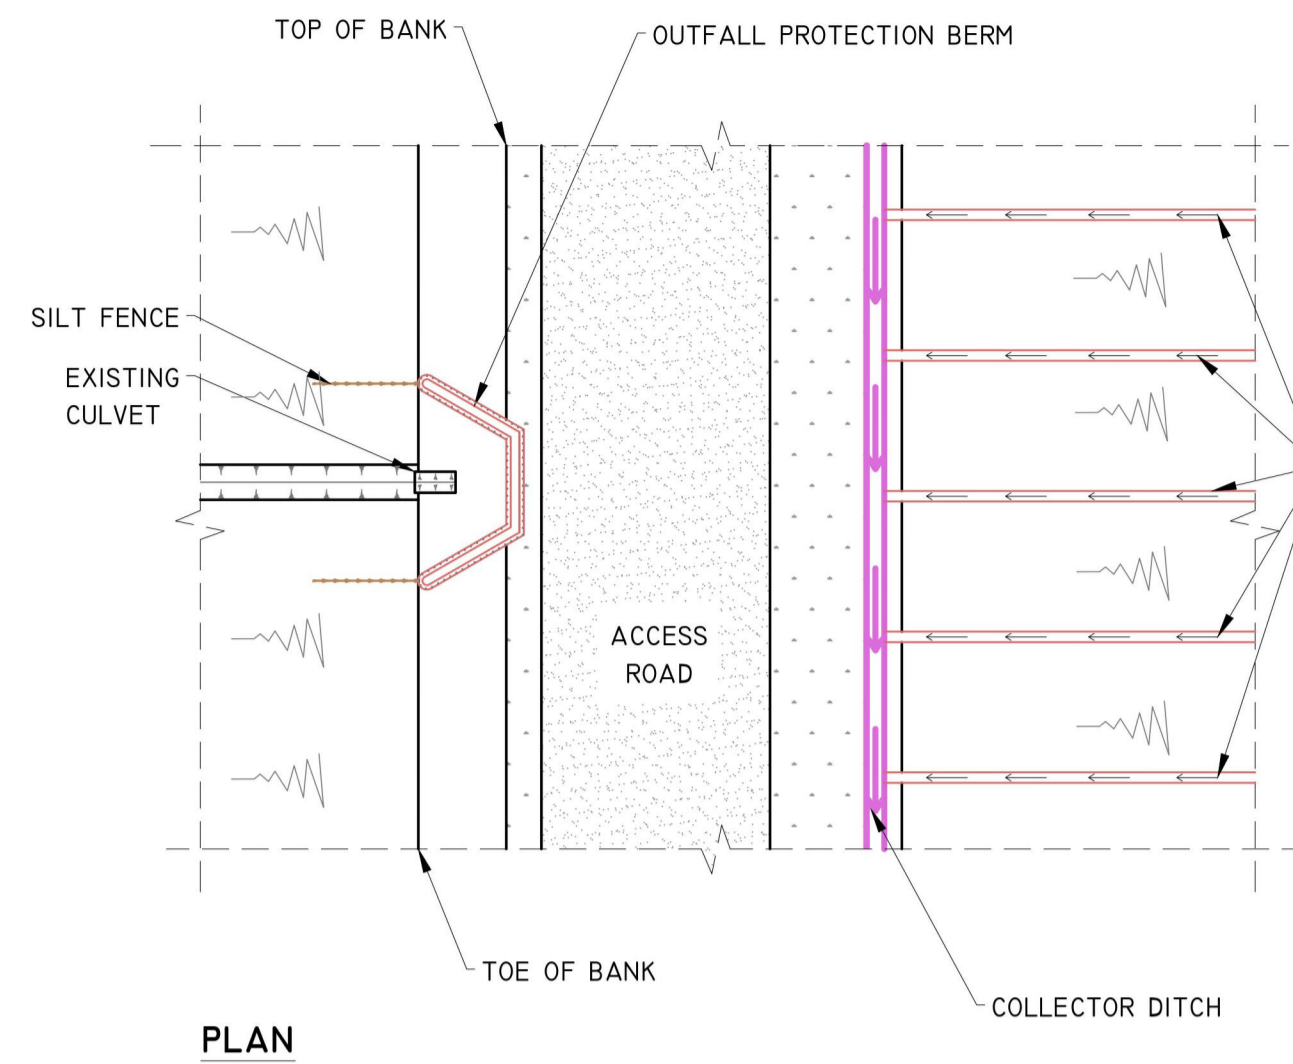 TOP OF BANK
OUTFALL PROTECTION BERM
SILT FENCE
EXISTING
CULVET
ACCESS
ROAD
TOE OF BANK
COLLECTOR DITCH
PLAN